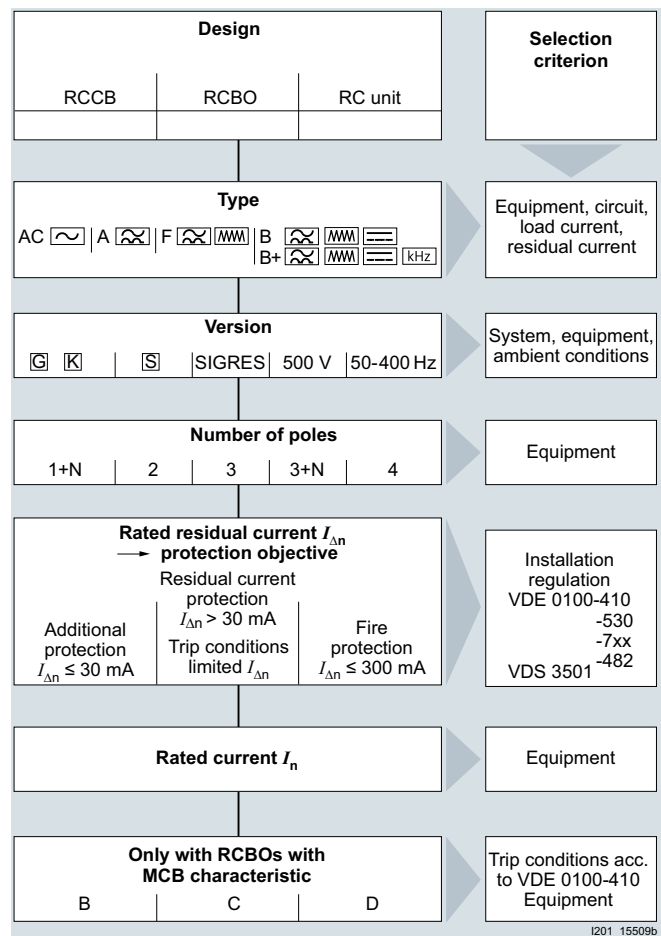 Design
RCCB RCBO RC unit
Selection
criterion
Type
AC A F B
B+ kHz
Equipment, circuit,
load current,
residual current
Version
G K S SIGRES 500 V 50-400 Hz
System, equipment,
ambient conditions
Number of poles
1+N 2 3 3+N 4
Equipment
Rated residual current IΔn
→ protection objective
Additional
protection
IΔn ≤ 30 mA
Residual current
protection
IΔn > 30 mA
Trip conditions
limited IΔn
Fire
protection
IΔn ≤ 300 mA
Installation
regulation
VDE 0100-410
-530
-7xx
-482
VDS 3501
Rated current In
Equipment
Only with RCBOs with
MCB characteristic
B C D
Trip conditions acc.
to VDE 0100-410
Equipment
I201_15509b